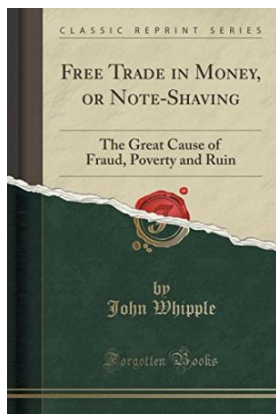 CLASSIC REPRINT SERIES
FREE TRADE IN MONEY,
OR NOTE-SHAVING
The Great Cause of
Fraud, Poverty and Ruin
by
John Whipple
Forgotten Books